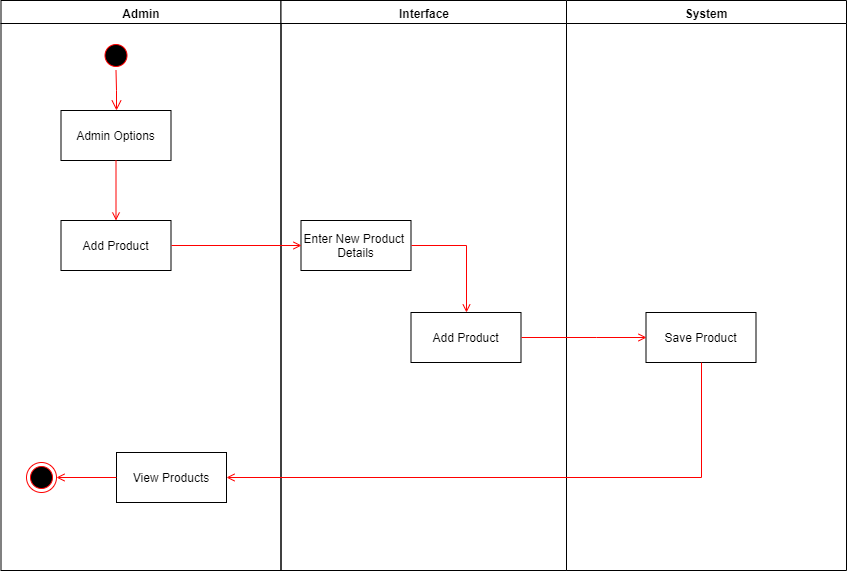 Admin
Interface
System
Admin Options
Add Product
Enter New Product
Details
Add Product
Save Product
View Products